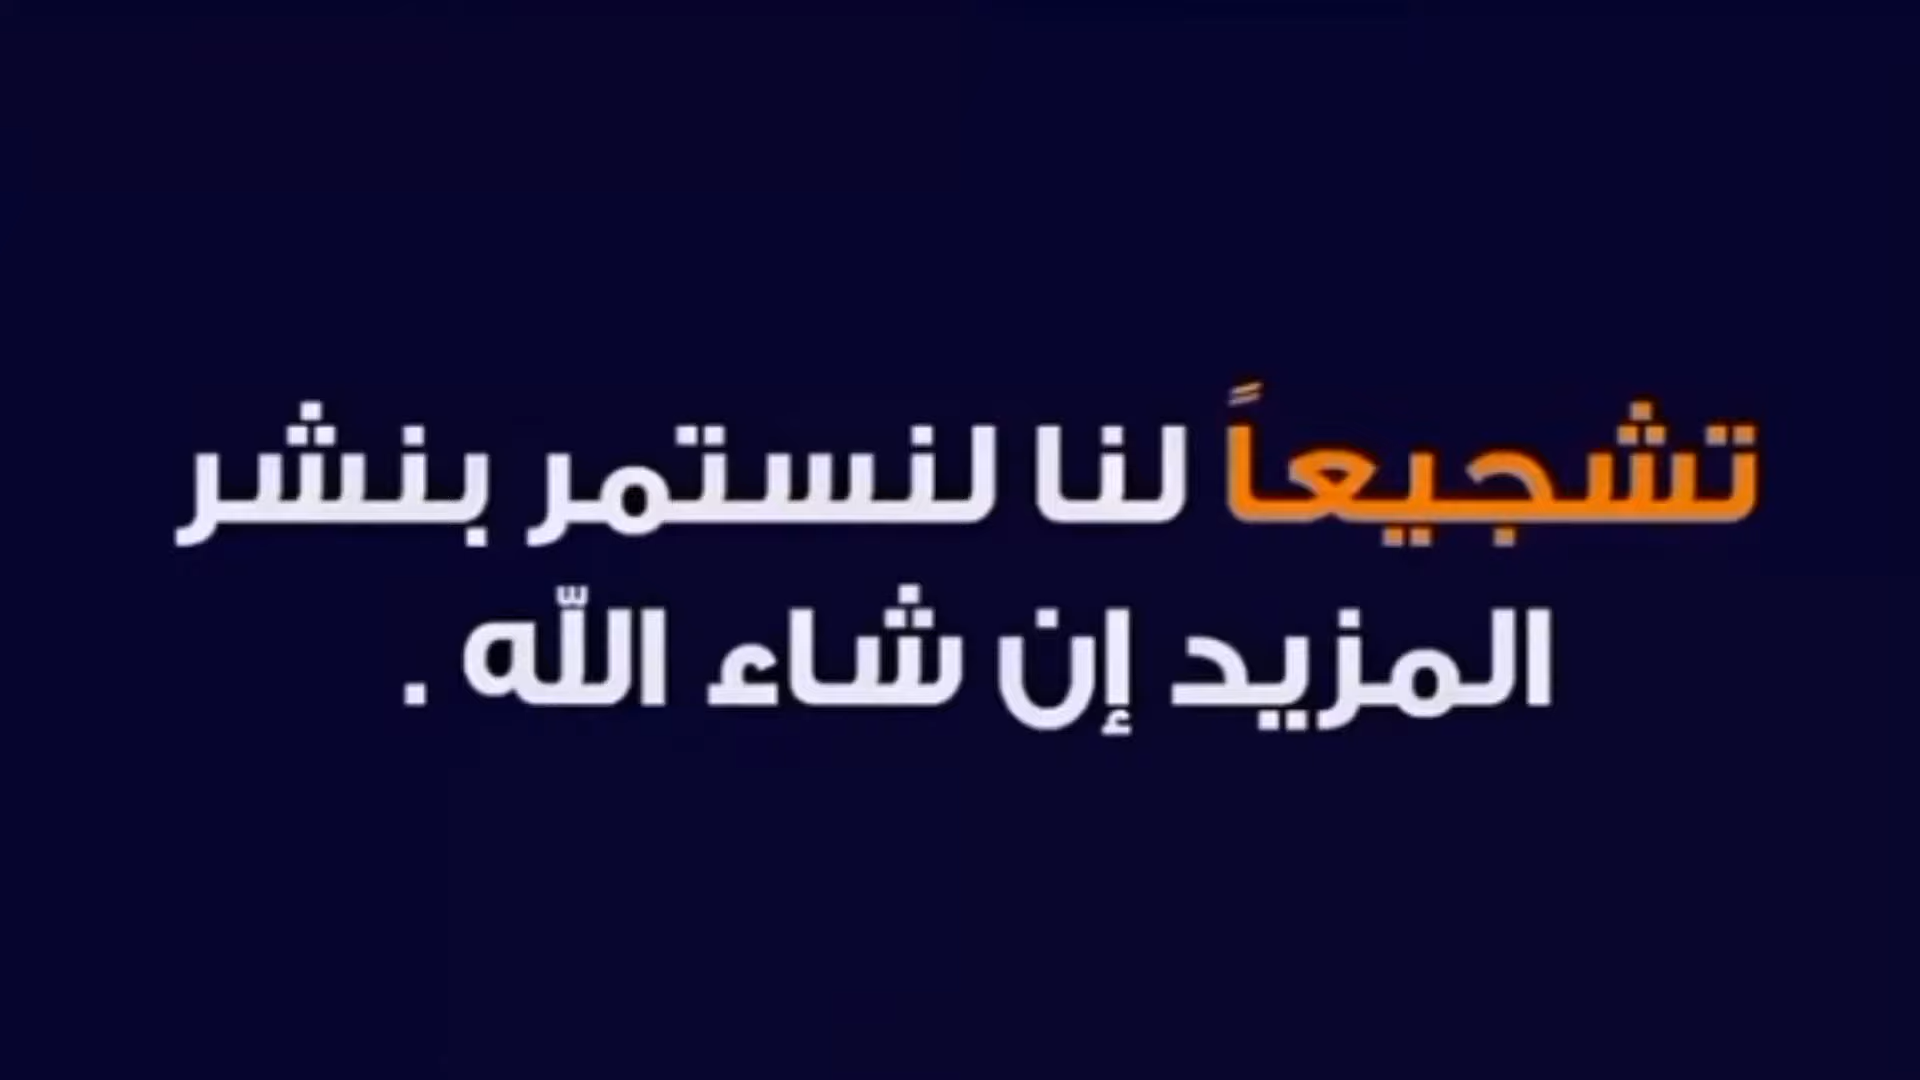 تشجيعاً لنا لنستمر بنشر
المزيد إن شاء اللّه .